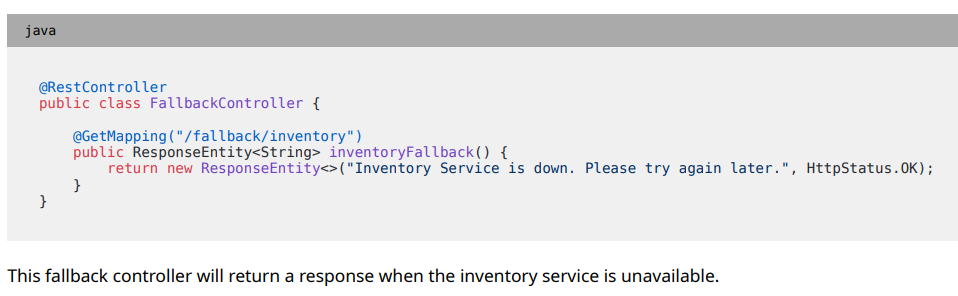 java
@RestController
public class FallbackController {
@GetMapping("/fallback/inventory")
public ResponseEntity<String> inventoryFallback() {
return new ResponseEntity<>("Inventory Service is down. Please try again later.", HttpStatus.OK);
}
}
This fallback controller will return a response when the inventory service is unavailable.